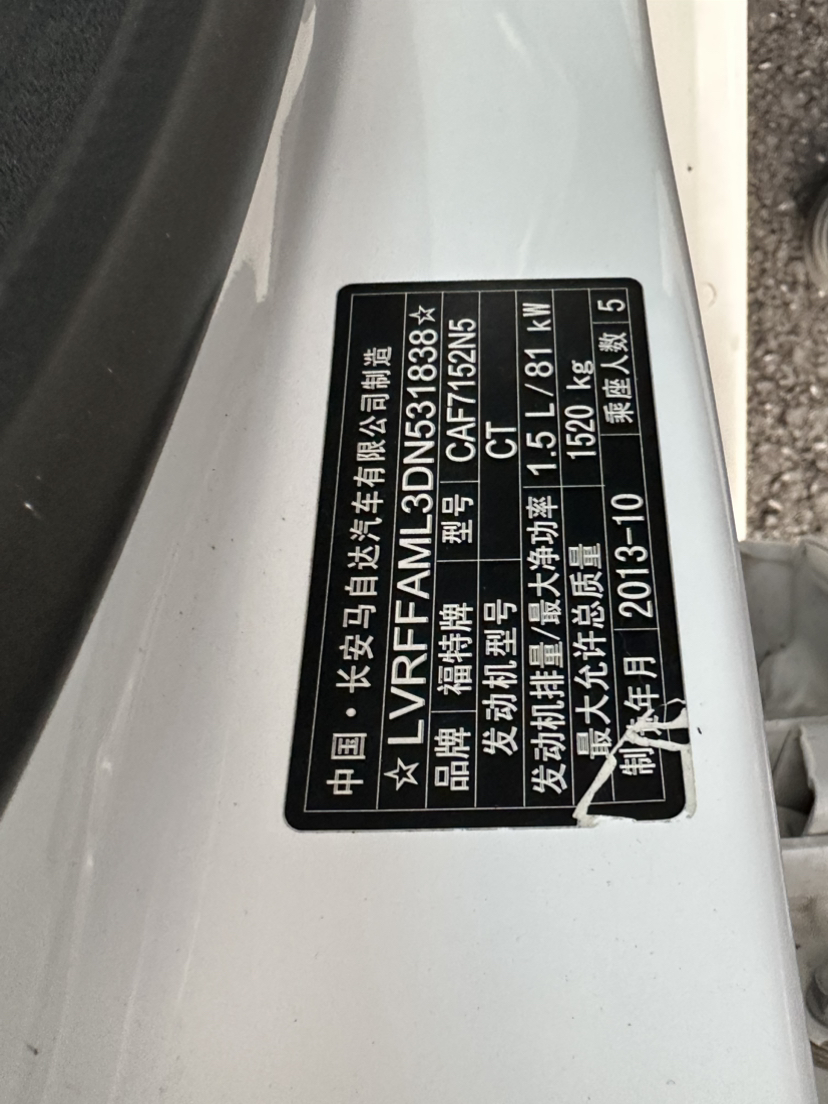 中国·长安马自达汽车有限公司制造
☆LVRFFAML3DN531838☆
品牌 福特牌 型号 CAF7152N5
发动机型号 CT
发动机排量/最大净功率 1.5 L/81 kW
最大允许总质量 1520 kg
制造年月 2013-10 乘座人数 5